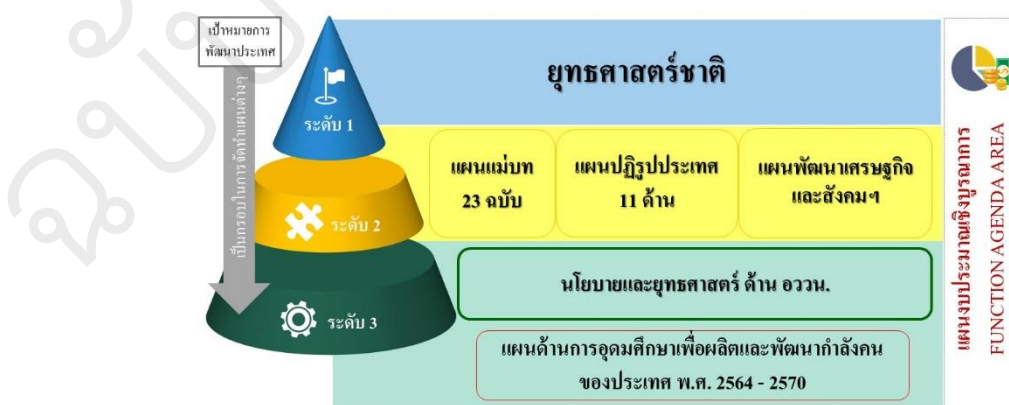 เป้าหมายการ
พัฒนาประเทศ
เป็นกรอบในการจัดทำแผนต่างๆ
ระดับ 1
ยุทธศาสตร์ชาติ
ระดับ 2
แผนแม่บท
23 ฉบับ
แผนปฏิรูปประเทศ
11 ด้าน
แผนพัฒนาเศรษฐกิจ
และสังคมฯ
ระดับ 3
นโยบายและยุทธศาสตร์ ด้าน อววน.
แผนด้านการอุดมศึกษาเพื่อผลิตและพัฒนากำลังคน
ของประเทศ พ.ศ. 2564 - 2570
แผนงบประมาณเชิงบูรณาการ
FUNCTION AGENDA AREA